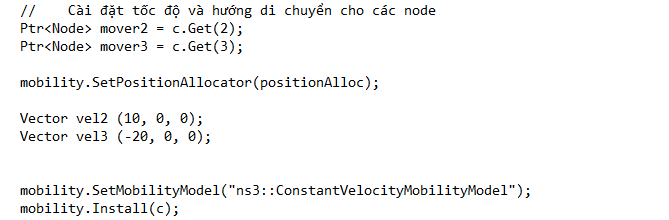 //    Cài đặt tốc độ và hướng di chuyển cho các node
Ptr<Node> mover2 = c.Get(2);
Ptr<Node> mover3 = c.Get(3);
mobility.SetPositionAllocator(positionAlloc);
Vector vel2 (10, 0, 0);
Vector vel3 (-20, 0, 0);
mobility.SetMobilityModel("ns3::ConstantVelocityMobilityModel");
mobility.Install(c);